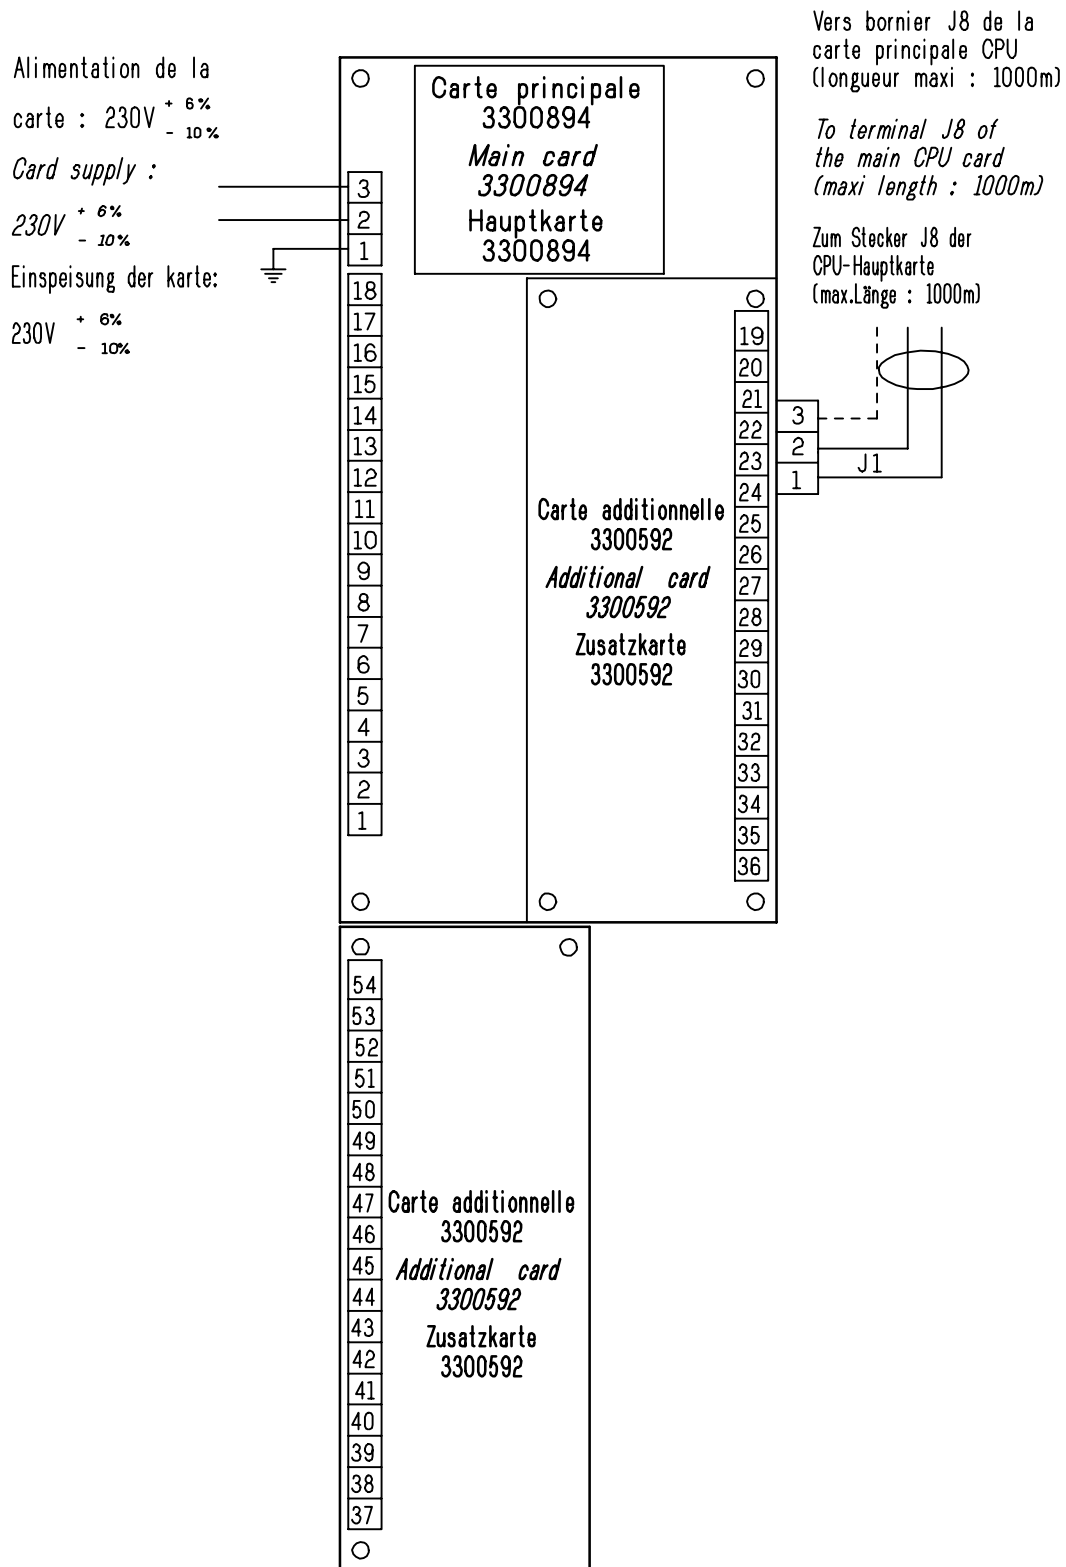 Alimentation de la
carte : 230V + 6%
- 10%
Card supply :
230V + 6%
- 10%
Einspeisung der karte:
230V + 6%
- 10%
Carte principale
3300894
Main card
3300894
Hauptkarte
3300894
3
2
1
18
17
16
15
14
13
12
11
10
9
8
7
6
5
4
3
2
1
Vers bornier J8 de la
carte principale CPU
(longueur maxi : 1000m)
To terminal J8 of
the main CPU card
(maxi length : 1000m)
Zum Stecker J8 der
CPU-Hauptkarte
(max.Länge : 1000m)
19
20
21
22
23
24
25
26
27
28
29
30
31
32
33
34
35
36
3
2
1
J1
Carte additionnelle
3300592
Additional card
3300592
Zusatzkarte
3300592
54
53
52
51
50
49
48
47
46
45
44
43
42
41
40
39
38
37
Carte additionnelle
3300592
Additional card
3300592
Zusatzkarte
3300592